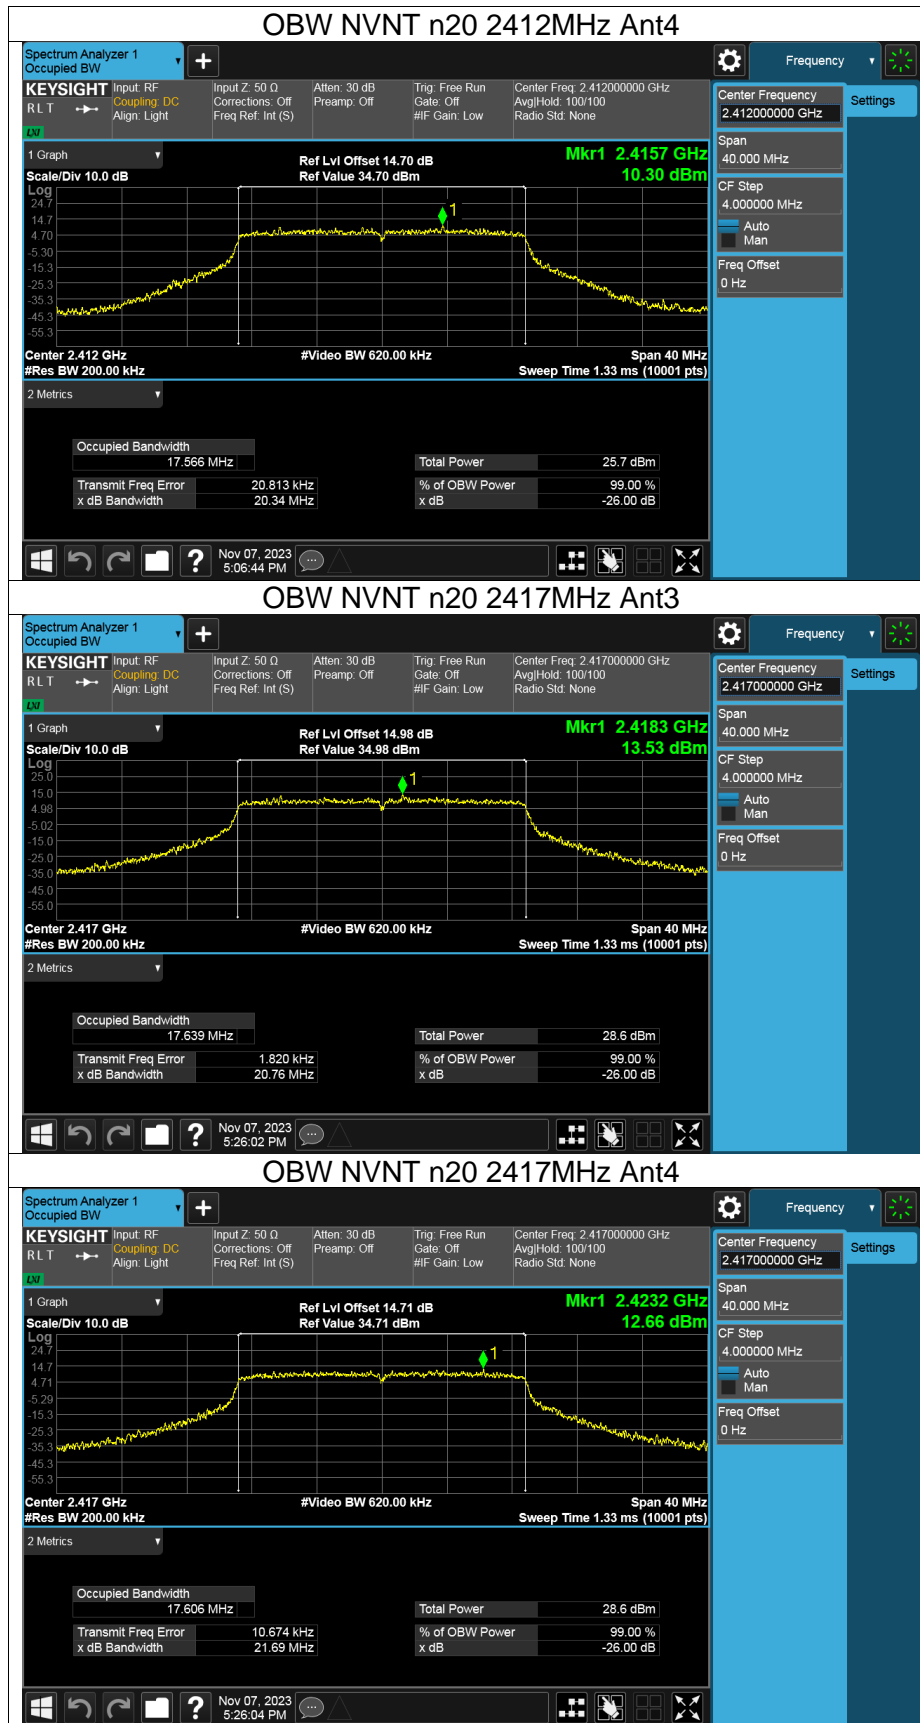 OBW NVNT n20 2412MHz Ant4
Spectrum Analyzer 1
Occupied BW
+
Frequency
KEYSIGHT
R L T
LXI
Input: RF
Coupling: DC
Align: Light
Input Z: 50 Ω
Corrections: Off
Freq Ref: Int (S)
Atten: 30 dB
Preamp: Off
Trig: Free Run
Gate: Off
#IF Gain: Low
Center Freq: 2.412000000 GHz
Avg|Hold: 100/100
Radio Std: None
Center Frequency
2.412000000 GHz
Settings
Span
40.000 MHz
CF Step
4.000000 MHz
Auto
Man
Freq Offset
0 Hz
1 Graph
Scale/Div 10.0 dB
Ref Lvl Offset 14.70 dB
Ref Value 34.70 dBm
Mkr1 2.4157 GHz
10.30 dBm
Log
24.7
14.7
4.70
-5.30
-15.3
-25.3
-35.3
-45.3
-55.3
1
Center 2.412 GHz
#Res BW 200.00 kHz
#Video BW 620.00 kHz
Span 40 MHz
Sweep Time 1.33 ms (10001 pts)
2 Metrics
Occupied Bandwidth
17.566 MHz
Total Power 25.7 dBm
Transmit Freq Error 20.813 kHz
% of OBW Power 99.00 %
x dB Bandwidth 20.34 MHz
x dB -26.00 dB
?
Nov 07, 2023
5:06:44 PM
OBW NVNT n20 2417MHz Ant3
Spectrum Analyzer 1
Occupied BW
+
Frequency
KEYSIGHT
R L T
LXI
Input: RF
Coupling: DC
Align: Light
Input Z: 50 Ω
Corrections: Off
Freq Ref: Int (S)
Atten: 30 dB
Preamp: Off
Trig: Free Run
Gate: Off
#IF Gain: Low
Center Freq: 2.417000000 GHz
Avg|Hold: 100/100
Radio Std: None
Center Frequency
2.417000000 GHz
Settings
Span
40.000 MHz
CF Step
4.000000 MHz
Auto
Man
Freq Offset
0 Hz
1 Graph
Scale/Div 10.0 dB
Ref Lvl Offset 14.98 dB
Ref Value 34.98 dBm
Mkr1 2.4183 GHz
13.53 dBm
Log
25.0
15.0
4.98
-5.02
-15.0
-25.0
-35.0
-45.0
-55.0
1
Center 2.417 GHz
#Res BW 200.00 kHz
#Video BW 620.00 kHz
Span 40 MHz
Sweep Time 1.33 ms (10001 pts)
2 Metrics
Occupied Bandwidth
17.639 MHz
Total Power 28.6 dBm
Transmit Freq Error 1.820 kHz
% of OBW Power 99.00 %
x dB Bandwidth 20.76 MHz
x dB -26.00 dB
?
Nov 07, 2023
5:26:02 PM
OBW NVNT n20 2417MHz Ant4
Spectrum Analyzer 1
Occupied BW
+
Frequency
KEYSIGHT
R L T
LXI
Input: RF
Coupling: DC
Align: Light
Input Z: 50 Ω
Corrections: Off
Freq Ref: Int (S)
Atten: 30 dB
Preamp: Off
Trig: Free Run
Gate: Off
#IF Gain: Low
Center Freq: 2.417000000 GHz
Avg|Hold: 100/100
Radio Std: None
Center Frequency
2.417000000 GHz
Settings
Span
40.000 MHz
CF Step
4.000000 MHz
Auto
Man
Freq Offset
0 Hz
1 Graph
Scale/Div 10.0 dB
Ref Lvl Offset 14.71 dB
Ref Value 34.71 dBm
Mkr1 2.4232 GHz
12.66 dBm
Log
24.7
14.7
4.71
-5.29
-15.3
-25.3
-35.3
-45.3
-55.3
1
Center 2.417 GHz
#Res BW 200.00 kHz
#Video BW 620.00 kHz
Span 40 MHz
Sweep Time 1.33 ms (10001 pts)
2 Metrics
Occupied Bandwidth
17.606 MHz
Total Power 28.6 dBm
Transmit Freq Error 10.674 kHz
% of OBW Power 99.00 %
x dB Bandwidth 21.69 MHz
x dB -26.00 dB
?
Nov 07, 2023
5:26:04 PM